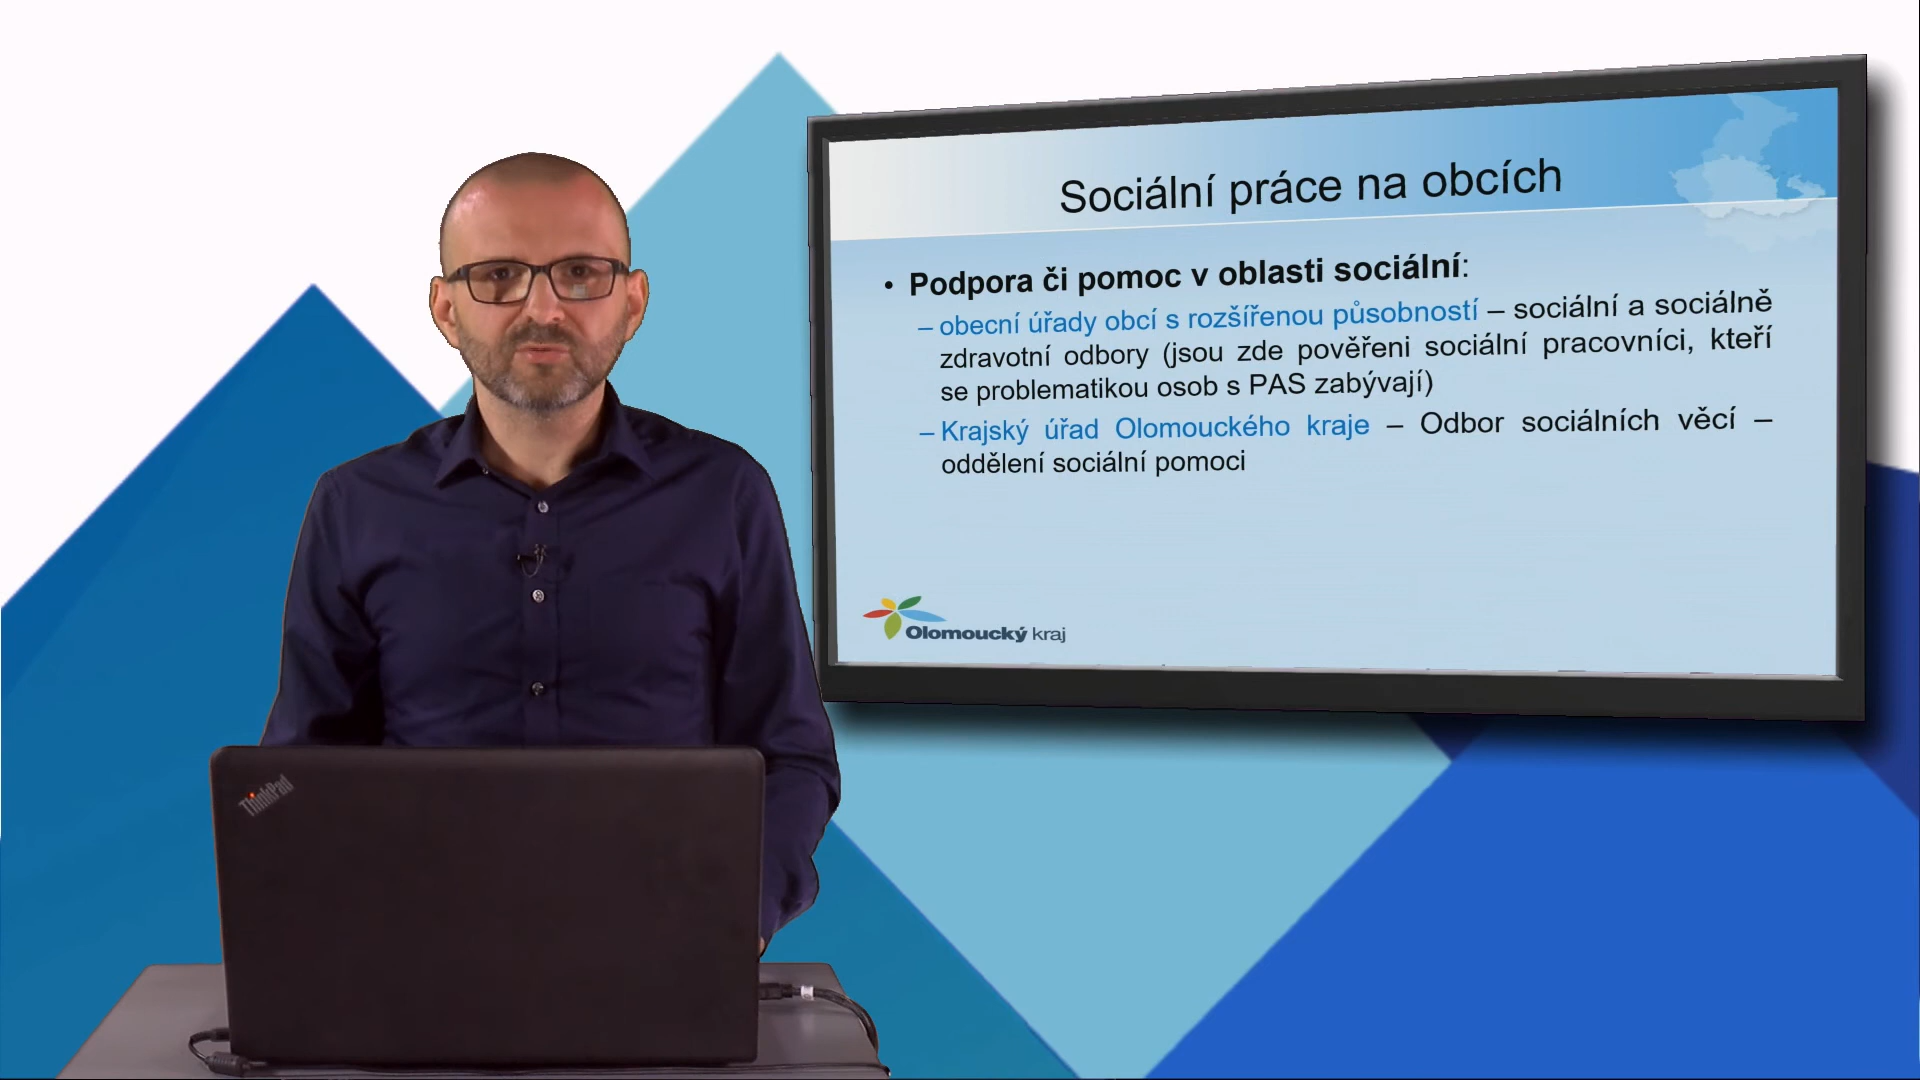 Sociální práce na obcích
• Podpora či pomoc v oblasti sociální:
– obecní úřady obcí s rozšířenou působností – sociální a sociálně
zdravotní odbory (jsou zde pověřeni sociální pracovníci, kteří
se problematikou osob s PAS zabývají)
– Krajský úřad Olomouckého kraje – Odbor sociálních věcí –
oddělení sociální pomoci
Olomoucký kraj
ThinkPad